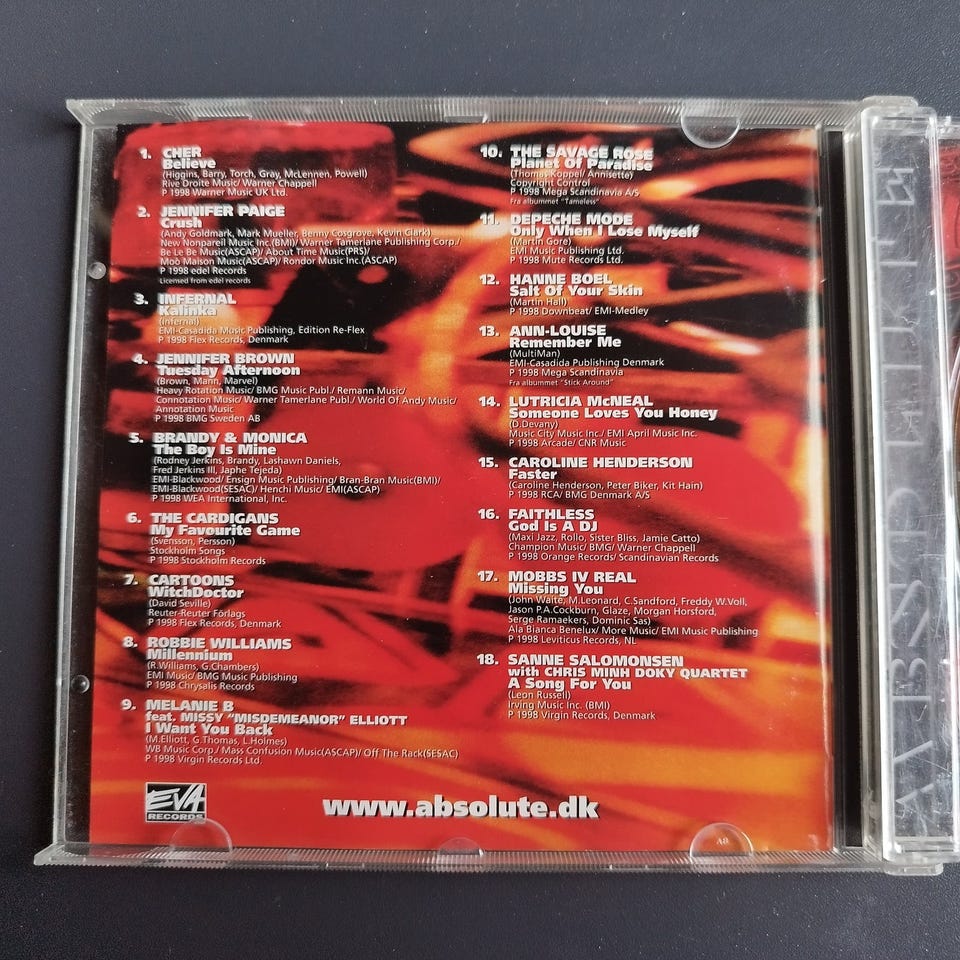 1. CHER
Believe
(Higgins, Barry, Torch, Gray, McLennen, Powell)
Rive Droite Music/ Warner Chappell
P 1998 Warner Music UK Ltd.
2. JENNIFER PAIGE
Crush
(Andy Goldmark, Mark Mueller, Benny Cosgrove, Kevin Clark)
New Nonpareil Music Inc.(BMI)/ Warner Tamerlane Publishing Corp./
Be Le Be Music(ASCAP)/ About Time Music(PRS)/
Moo Maison Music(ASCAP)/ Rondor Music Inc.(ASCAP)
P 1998 edel Records
Licensed from edel records
3. INFERNAL
Kalinka
(Infernal)
EMI-Casadida Music Publishing, Edition Re-Flex
P 1998 Flex Records, Denmark
4. JENNIFER BROWN
Tuesday Afternoon
(Brown, Mann, Marvel)
Heavy Rotation Music/ BMG Music Publ./ Remann Music/
Connotation Music/ Warner Tamerlane Publ./ World Of Andy Music/
Annotation Music
P 1998 BMG Sweden AB
5. BRANDY & MONICA
The Boy Is Mine
(Rodney Jerkins, Brandy, Lashawn Daniels,
Fred Jerkins III, Japhe Tejeda)
EMI-Blackwood/ Ensign Music Publishing/ Bran-Bran Music(BMI)/
EMI-Blackwood(SESAC)/ Henchi Music/ EMI(ASCAP)
P 1998 WEA International, Inc.
6. THE CARDIGANS
My Favourite Game
(Svensson, Persson)
Stockholm Songs
P 1998 Stockholm Records
7. CARTOONS
WitchDoctor
(David Seville)
Reuter-Reuter Förlags
P 1998 Flex Records, Denmark
8. ROBBIE WILLIAMS
Millennium
(R.Williams, G.Chambers)
EMI Music/ BMG Music Publishing
P 1998 Chrysalis Records
9. MELANIE B
feat. MISSY "MISDEMEANOR" ELLIOTT
I Want You Back
(M.Elliott, G.Thomas, L.Holmes)
WB Music Corp./ Mass Confusion Music(ASCAP)/ Off The Rack(SESAC)
P 1998 Virgin Records Ltd.
10. THE SAVAGE ROSE
Planet Of Paradise
(Thomas Koppel/ Annisette)
Copyright Control
P 1998 Mega Scandinavia A/S
Fra albummet "Tameless"
11. DEPECHE MODE
Only When I Lose Myself
(Martin Gore)
EMI Music Publishing Ltd.
P 1998 Mute Records Ltd.
12. HANNE BOEL
Salt Of Your Skin
(Martin Hall)
P 1998 Downbeat/ EMI-Medley
13. ANN-LOUISE
Remember Me
(MultiMan)
EMI-Casadida Publishing Denmark
P 1998 Mega Scandinavia
Fra albummet "Stick Around"
14. LUTRICIA McNEAL
Someone Loves You Honey
(D.Devany)
Music City Music Inc./ EMI April Music Inc.
P 1998 Arcade/ CNR Music
15. CAROLINE HENDERSON
Faster
(Caroline Henderson, Peter Biker, Kit Hain)
P 1998 RCA/ BMG Denmark A/S
16. FAITHLESS
God Is A DJ
(Maxi Jazz, Rollo, Sister Bliss, Jamie Catto)
Champion Music/ BMG/ Warner Chappell
P 1998 Orange Records/ Scandinavian Records
17. MOBBS IV REAL
Missing You
(John Waite, M.Leonard, C.Sandford, Freddy W.Voll,
Jason P.A.Cockburn, Glaze, Morgan Horsford,
Serge Ramaekers, Dominic Sas)
Ala Bianca Benelux/ More Music/ EMI Music Publishing
P 1998 Leviticus Records, NL
18. SANNE SALOMONSEN
with CHRIS MINH DOKY QUARTET
A Song For You
(Leon Russell)
Irving Music Inc. (BMI)
P 1998 Virgin Records, Denmark
EVA
RECORDS
www.absolute.dk
ABSOLUTE